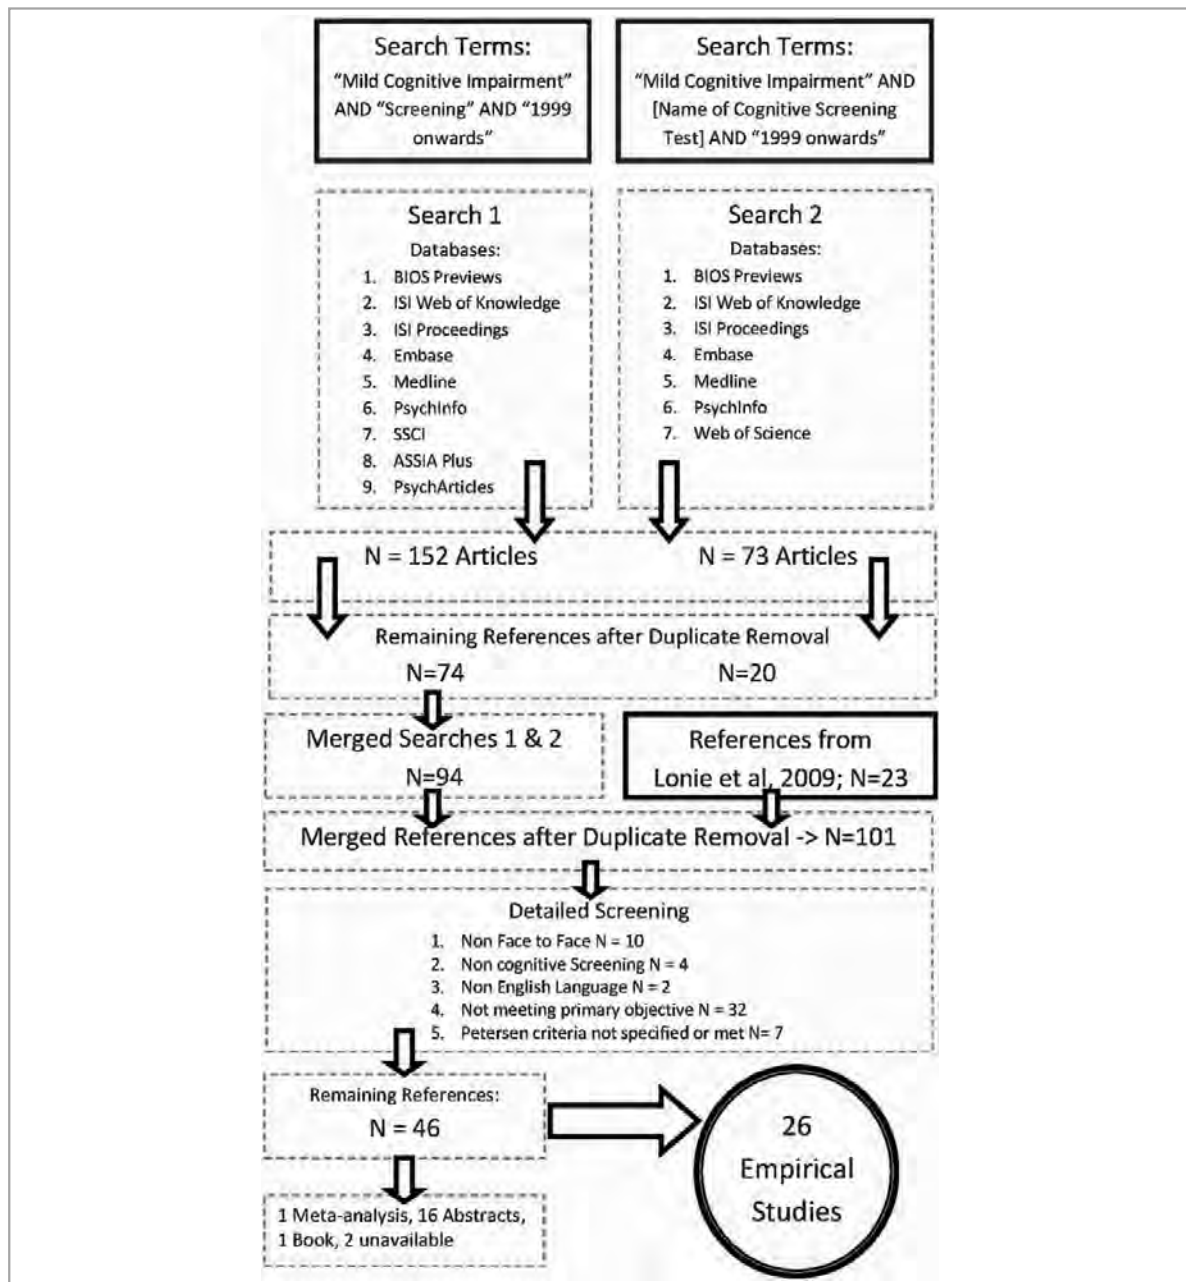 Search Terms:
“Mild Cognitive Impairment”
AND “Screening” AND “1999
onwards”
Search Terms:
“Mild Cognitive Impairment” AND
[Name of Cognitive Screening
Test] AND “1999 onwards”
Search 1
Databases:
1. BIOS Previews
2. ISI Web of Knowledge
3. ISI Proceedings
4. Embase
5. Medline
6. PsychInfo
7. SSCI
8. ASSIA Plus
9. PsychArticles
Search 2
Databases:
1. BIOS Previews
2. ISI Web of Knowledge
3. ISI Proceedings
4. Embase
5. Medline
6. PsychInfo
7. Web of Science
N = 152 Articles
N = 73 Articles
Remaining References after Duplicate Removal
N=74
N=20
Merged Searches 1 & 2
N=94
References from
Lonie et al, 2009; N=23
Merged References after Duplicate Removal -> N=101
Detailed Screening
1. Non Face to Face N = 10
2. Non cognitive Screening N = 4
3. Non English Language N = 2
4. Not meeting primary objective N = 32
5. Petersen criteria not specified or met N= 7
Remaining References:
N = 46
26
Empirical
Studies
1 Meta-analysis, 16 Abstracts,
1 Book, 2 unavailable